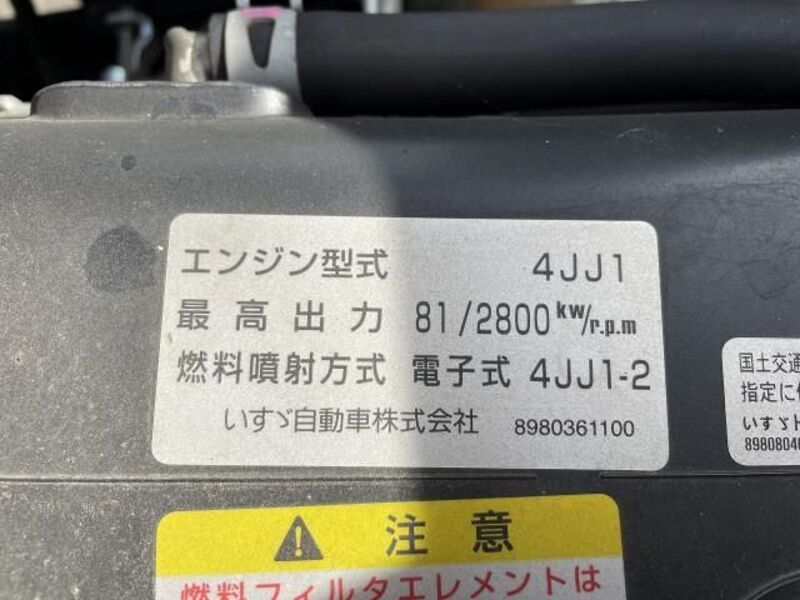 エンジン型式 4JJ1
最高出力 81/2800 kw/r.p.m
燃料噴射方式 電子式 4JJ1-2
いすゞ自動車株式会社 8980361100
国土交通
指定に
いすゞ
8980804
注意
燃料フィルタエレメントは